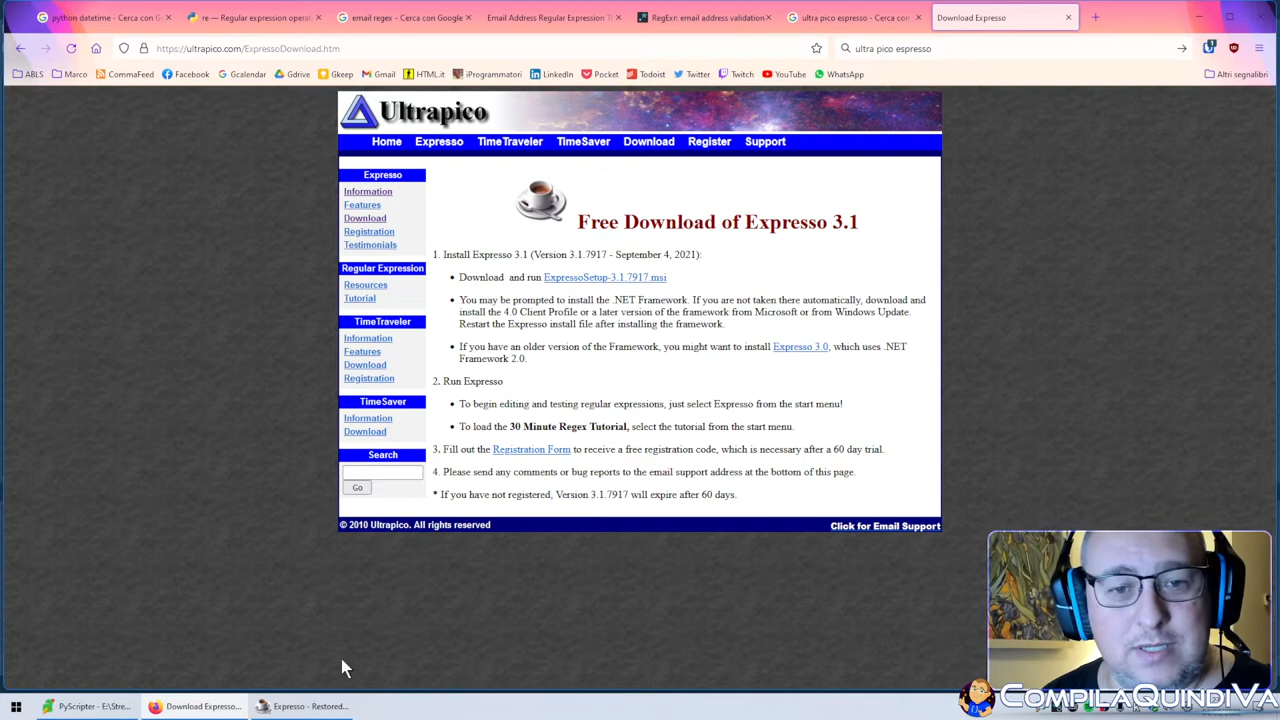 python datetime - Cerca con G
re — Regular expression operat
email regex - Cerca con Google
Email Address Regular Expression T
RegExr: email address validation
ultra pico espresso - Cerca con
Download Expresso
https://ultrapico.com/ExpressoDownload.htm
ultra pico espresso
ABLS
Marco
CommaFeed
Facebook
Gcalendar
Gdrive
Gkeep
Gmail
HTML.it
iProgrammatori
LinkedIn
Pocket
Todoist
Twitter
Twitch
YouTube
WhatsApp
Altri segnalibri
Ultrapico
Home Expresso TimeTraveler TimeSaver Download Register Support
Expresso
Information
Features
Download
Registration
Testimonials
Regular Expression
Resources
Tutorial
TimeTraveler
Information
Features
Download
Registration
TimeSaver
Information
Download
Search
Go
Free Download of Expresso 3.1
1. Install Expresso 3.1 (Version 3.1.7917 - September 4, 2021):
• Download and run ExpressoSetup-3.1.7917.msi
• You may be prompted to install the .NET Framework. If you are not taken there automatically, download and
install the 4.0 Client Profile or a later version of the framework from Microsoft or from Windows Update.
Restart the Expresso install file after installing the framework.
• If you have an older version of the Framework, you might want to install Expresso 3.0, which uses .NET
Framework 2.0.
2. Run Expresso
• To begin editing and testing regular expressions, just select Expresso from the start menu!
• To load the 30 Minute Regex Tutorial, select the tutorial from the start menu.
3. Fill out the Registration Form to receive a free registration code, which is necessary after a 60 day trial.
4. Please send any comments or bug reports to the email support address at the bottom of this page.
* If you have not registered, Version 3.1.7917 will expire after 60 days.
© 2010 Ultrapico. All rights reserved
Click for Email Support
PyScripter - E:\Stre...
Download Expresso...
Expresso - Restored...
CompilaQuindiVa